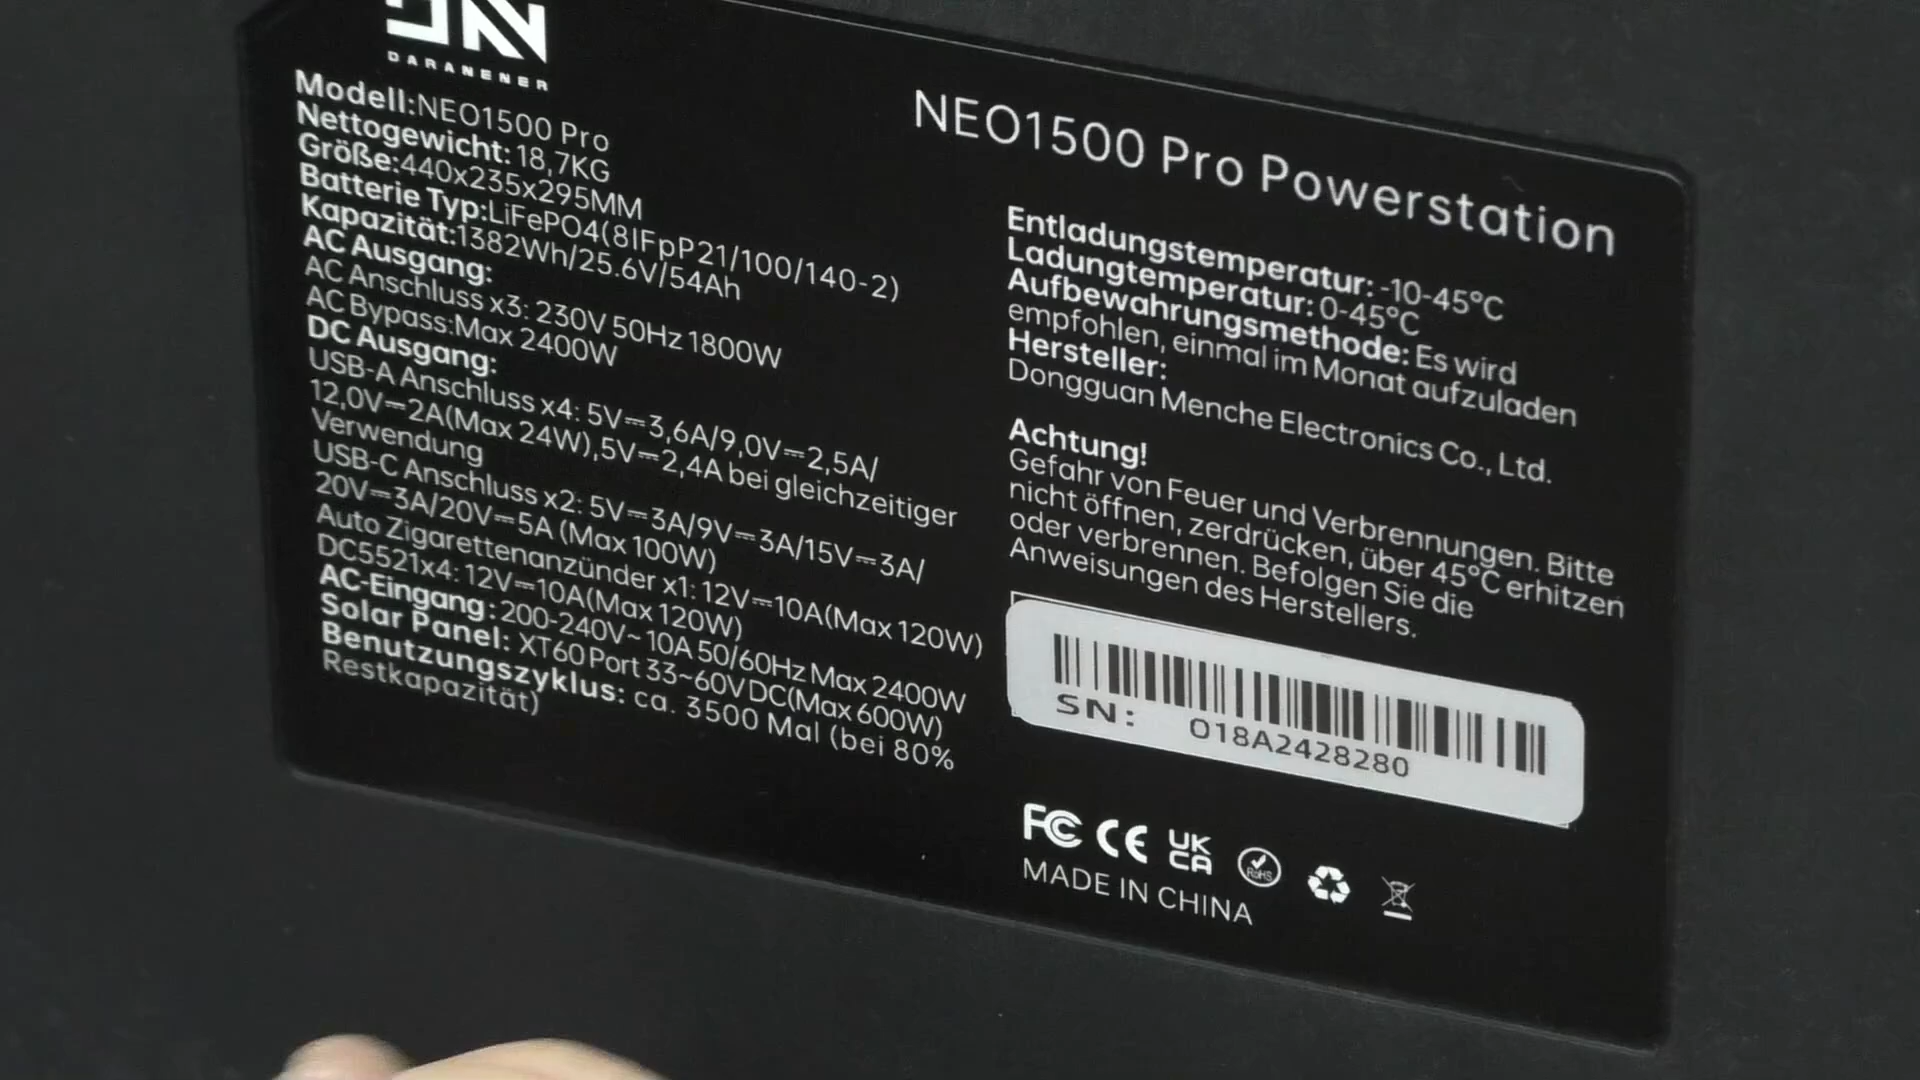 DARANENER
Modell:NEO1500 Pro
Nettogewicht: 18,7KG
Größe:440x235x295MM
Batterie Typ:LiFePO4(8IFpP21/100/140-2)
Kapazität:1382Wh/25.6V/54Ah
AC Ausgang:
AC Anschluss x3: 230V 50Hz 1800W
AC Bypass:Max 2400W
DC Ausgang:
USB-A Anschluss x4: 5V⎓3,6A/9,0V⎓2,5A/
12,0V⎓2A(Max 24W),5V⎓2,4A bei gleichzeitiger
Verwendung
USB-C Anschluss x2: 5V⎓3A/9V⎓3A/15V⎓3A/
20V⎓3A/20V⎓5A (Max 100W)
Auto Zigarettenanzünder x1: 12V⎓10A(Max 120W)
DC5521x4: 12V⎓10A(Max 120W)
AC-Eingang: 200-240V~10A 50/60Hz Max 2400W
Solar Panel: XT60 Port 33~60VDC(Max 600W)
Benutzungszyklus: ca. 3500 Mal (bei 80%
Restkapazität)
NEO1500 Pro Powerstation
Entladungstemperatur: -10-45°C
Ladungtemperatur: 0-45°C
Aufbewahrungsmethode: Es wird
empfohlen, einmal im Monat aufzuladen
Hersteller:
Dongguan Menche Electronics Co., Ltd.
Achtung!
Gefahr von Feuer und Verbrennungen. Bitte
nicht öffnen, zerdrücken, über 45°C erhitzen
oder verbrennen. Befolgen Sie die
Anweisungen des Herstellers.
SN: 018A2428280
FC CE UK CA RoHS
MADE IN CHINA